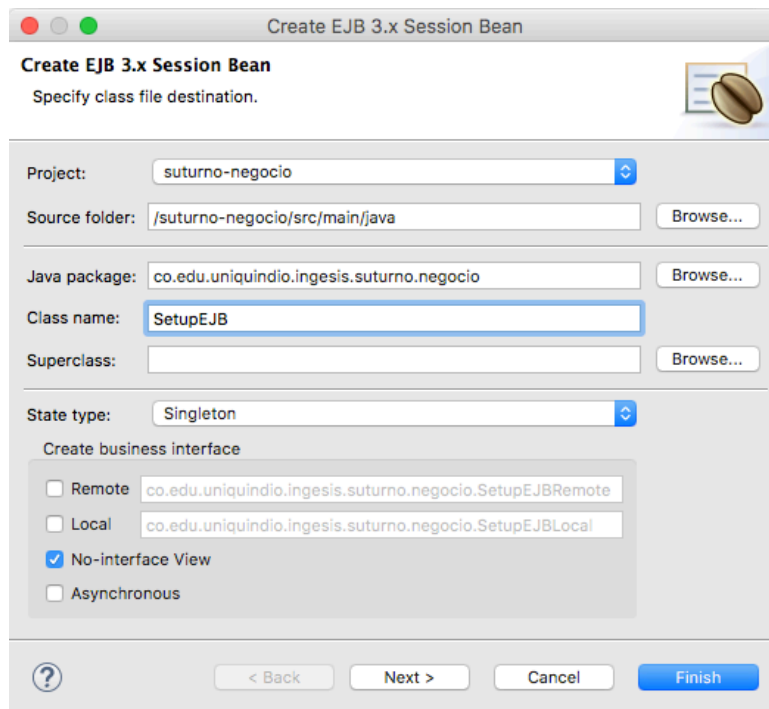 Create EJB 3.x Session Bean
Create EJB 3.x Session Bean
Specify class file destination.
Project: suturno-negocio
Source folder: /suturno-negocio/src/main/java Browse...
Java package: co.edu.uniquindio.ingesis.suturno.negocio Browse...
Class name: SetupEJB
Superclass: Browse...
State type: Singleton
Create business interface
Remote co.edu.uniquindio.ingesis.suturno.negocio.SetupEJBRemote
Local co.edu.uniquindio.ingesis.suturno.negocio.SetupEJBLocal
No-interface View
Asynchronous
? < Back Next > Cancel Finish